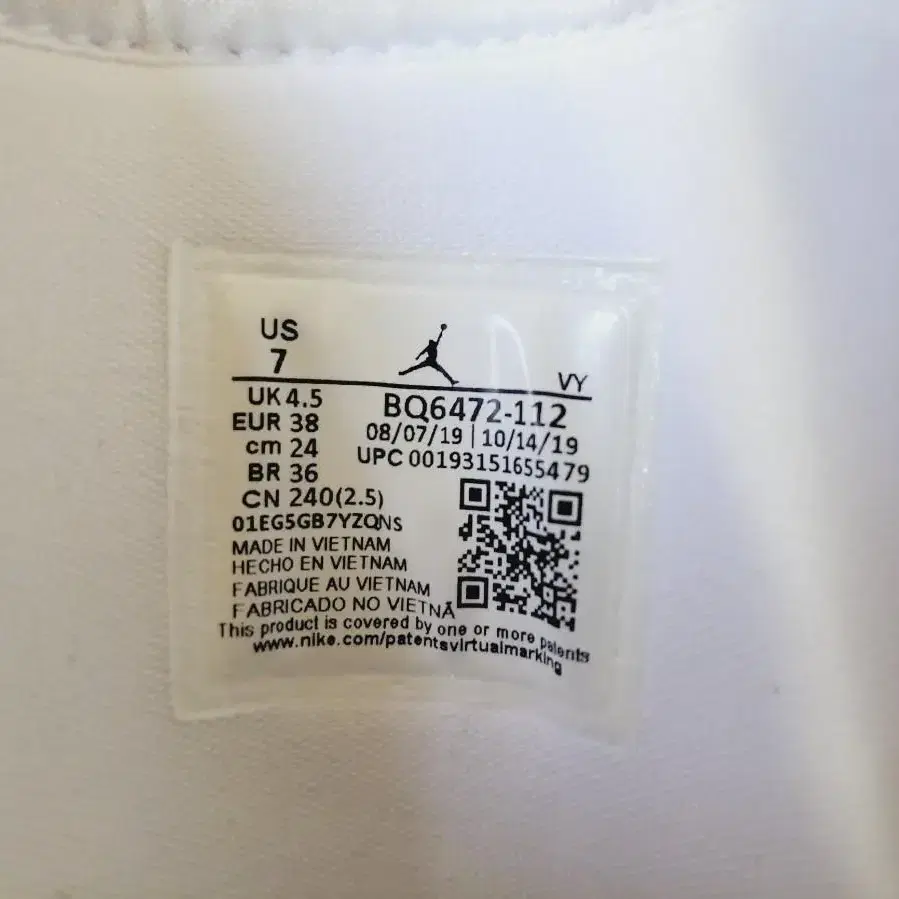 US
7
VY
UK 4.5
EUR 38
cm 24
BR 36
CN 240(2.5)
BQ6472-112
08/07/19 | 10/14/19
UPC 00193151655479
01EG5GB7YZQNS
MADE IN VIETNAM
HECHO EN VIETNAM
FABRIQUE AU VIETNAM
FABRICADO NO VIETNÃ
This product is covered by one or more patents
www.nike.com/patentsvirtualmarking